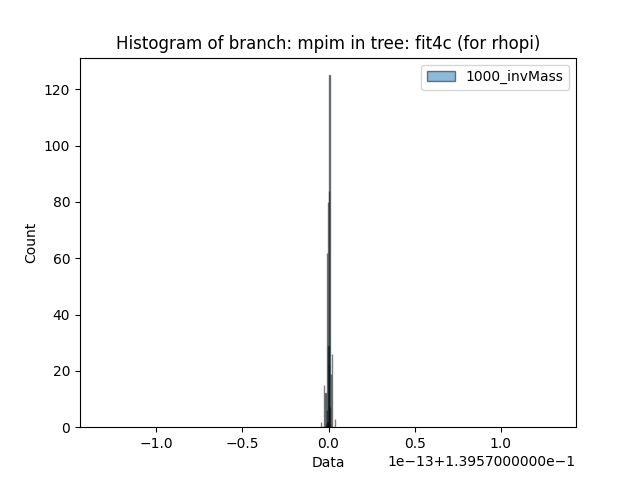 Histogram of branch: mpim in tree: fit4c (for rhopi)
1000_invMass
Count
120
100
80
60
40
20
0
−1.0 −0.5 0.0 0.5 1.0
Data
1e−13+1.3957000000e−1